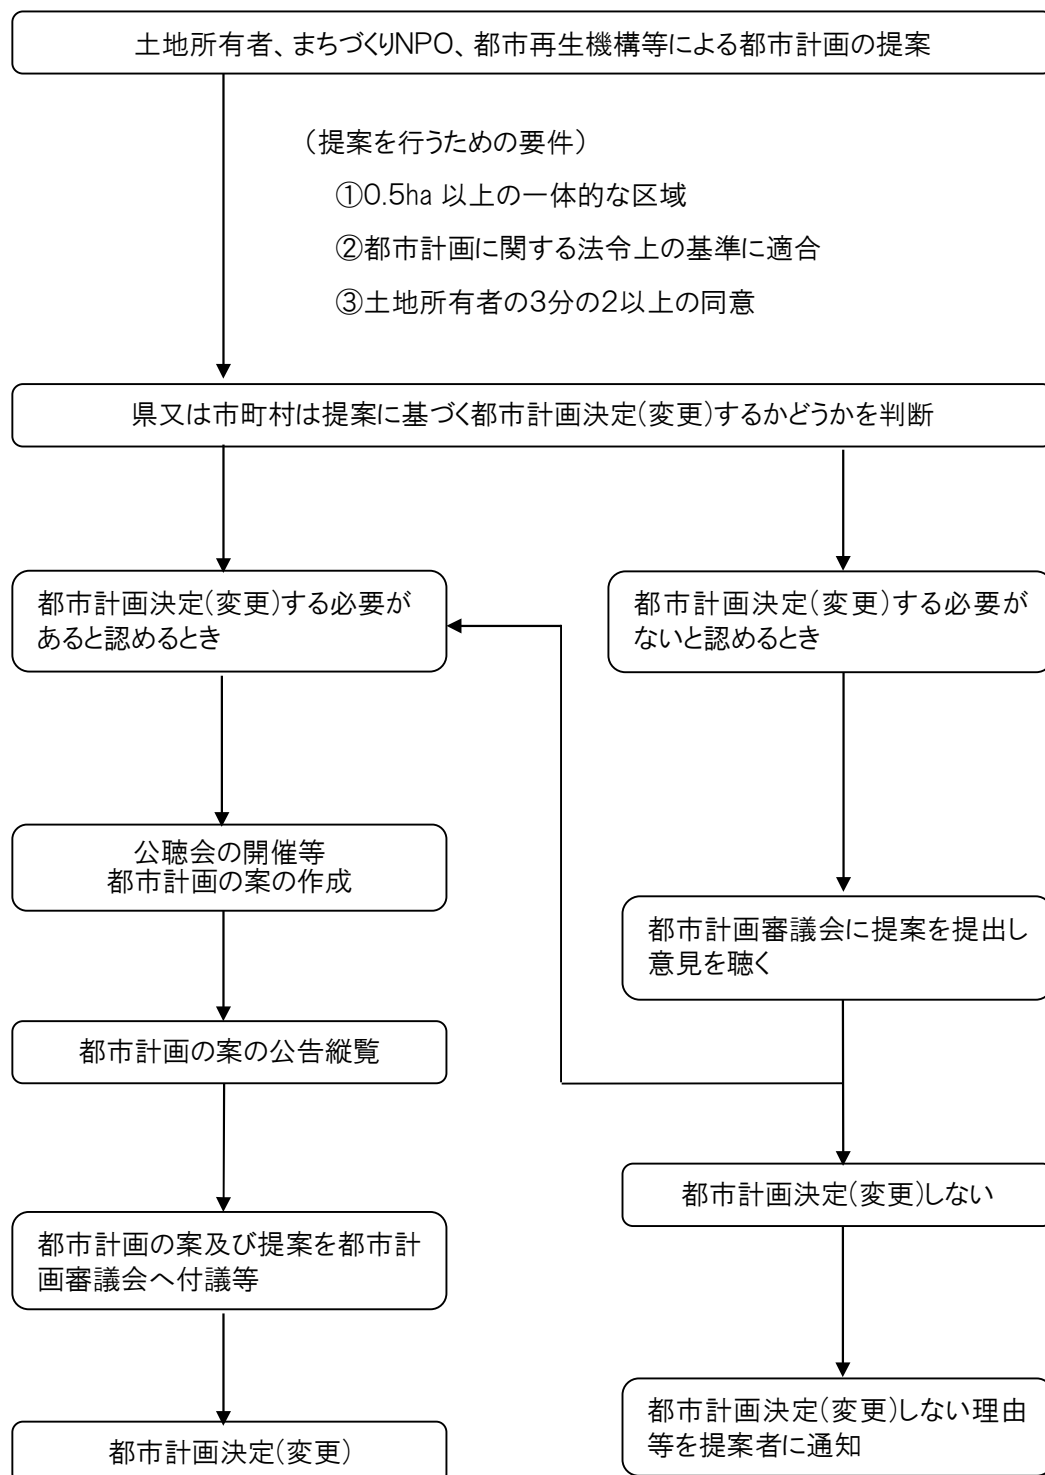 土地所有者、まちづくりNPO、都市再生機構等による都市計画の提案
（提案を行うための要件）
①0.5ha 以上の一体的な区域
②都市計画に関する法令上の基準に適合
③土地所有者の3分の2以上の同意
県又は市町村は提案に基づく都市計画決定(変更)するかどうかを判断
都市計画決定(変更)する必要が
あると認めるとき
都市計画決定(変更)する必要が
ないと認めるとき
公聴会の開催等
都市計画の案の作成
都市計画審議会に提案を提出し
意見を聴く
都市計画の案の公告縦覧
都市計画決定(変更)しない
都市計画の案及び提案を都市計
画審議会へ付議等
都市計画決定(変更)しない理由
等を提案者に通知
都市計画決定(変更)